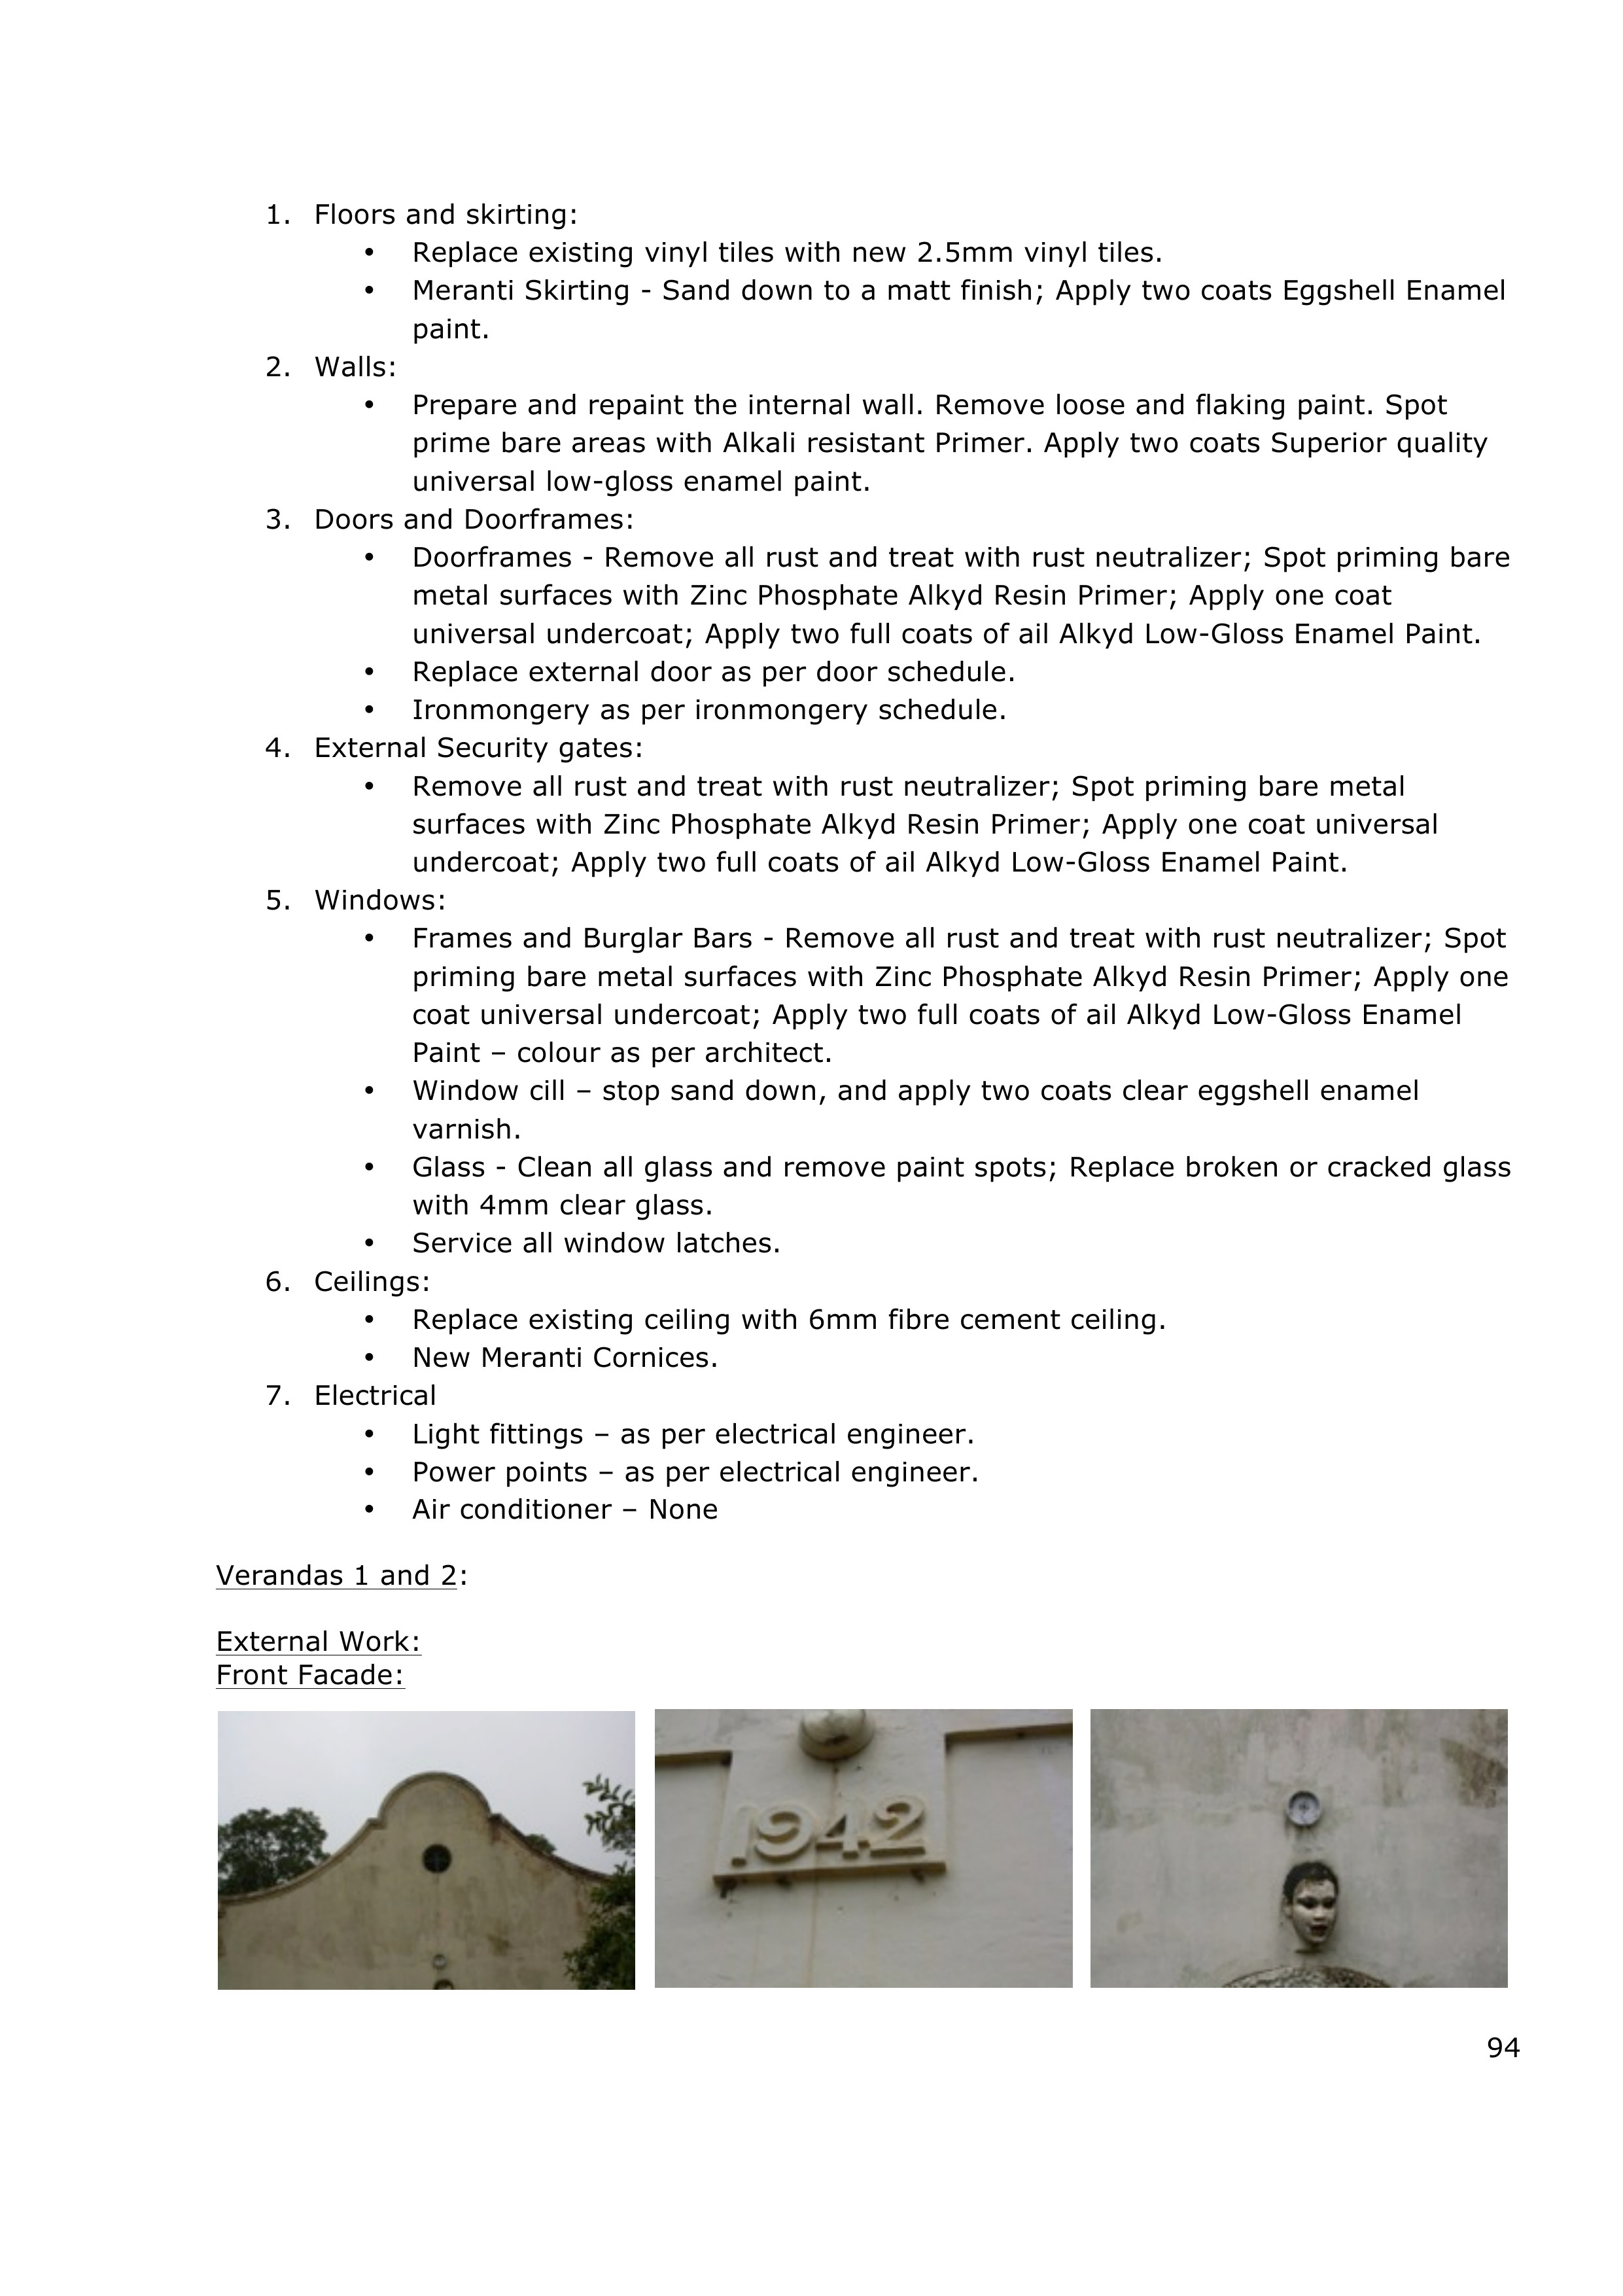 1. Floors and skirting:
• Replace existing vinyl tiles with new 2.5mm vinyl tiles.
• Meranti Skirting - Sand down to a matt finish; Apply two coats Eggshell Enamel
paint.
2. Walls:
• Prepare and repaint the internal wall. Remove loose and flaking paint. Spot
prime bare areas with Alkali resistant Primer. Apply two coats Superior quality
universal low-gloss enamel paint.
3. Doors and Doorframes:
• Doorframes - Remove all rust and treat with rust neutralizer; Spot priming bare
metal surfaces with Zinc Phosphate Alkyd Resin Primer; Apply one coat
universal undercoat; Apply two full coats of ail Alkyd Low-Gloss Enamel Paint.
• Replace external door as per door schedule.
• Ironmongery as per ironmongery schedule.
4. External Security gates:
• Remove all rust and treat with rust neutralizer; Spot priming bare metal
surfaces with Zinc Phosphate Alkyd Resin Primer; Apply one coat universal
undercoat; Apply two full coats of ail Alkyd Low-Gloss Enamel Paint.
5. Windows:
• Frames and Burglar Bars - Remove all rust and treat with rust neutralizer; Spot
priming bare metal surfaces with Zinc Phosphate Alkyd Resin Primer; Apply one
coat universal undercoat; Apply two full coats of ail Alkyd Low-Gloss Enamel
Paint – colour as per architect.
• Window cill – stop sand down, and apply two coats clear eggshell enamel
varnish.
• Glass - Clean all glass and remove paint spots; Replace broken or cracked glass
with 4mm clear glass.
• Service all window latches.
6. Ceilings:
• Replace existing ceiling with 6mm fibre cement ceiling.
• New Meranti Cornices.
7. Electrical
• Light fittings – as per electrical engineer.
• Power points – as per electrical engineer.
• Air conditioner – None
Verandas 1 and 2:
External Work:
Front Facade:
1942
94